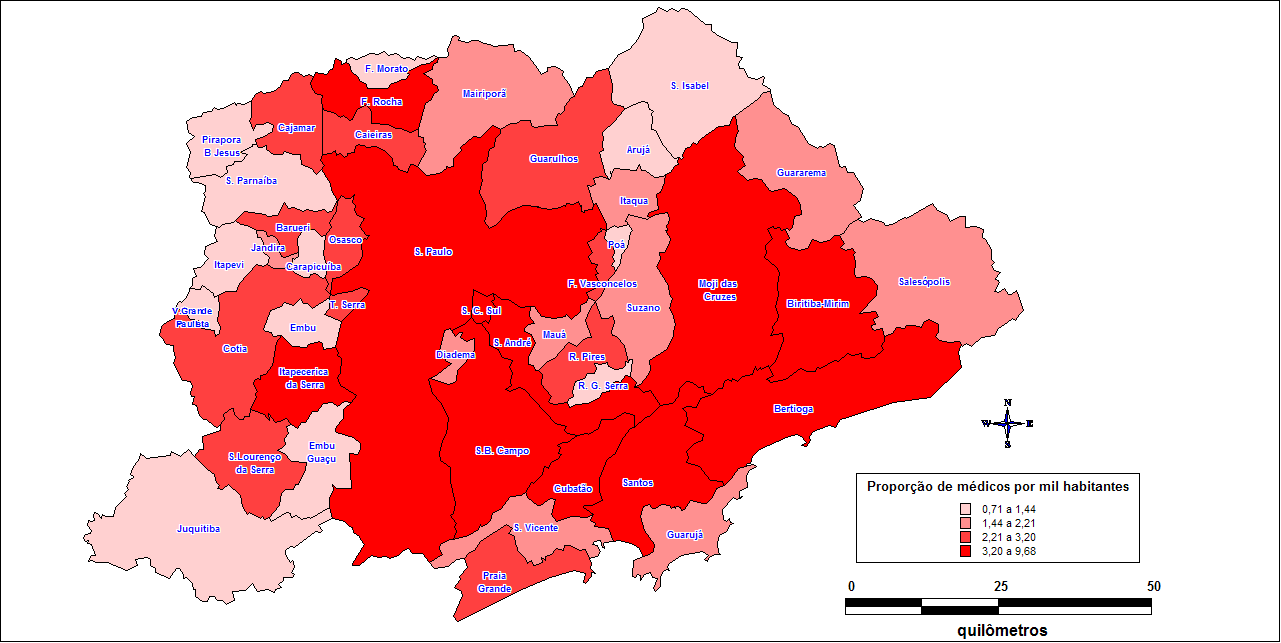 F. Morato
Mairiporã
S. Isabel
F. Rocha
Cajamar
Caieiras
Pirapora
B Jesus
Arujá
Guarulhos
Guararema
S. Parnaíba
Itaqua
Barueri
Osasco
Jandira
S. Paulo
Poá
Itapevi
Carapicuíba
F. Vasconcelos
Moji das
Cruzes
Salesópolis
Biritiba-Mirim
Suzano
V.Grande
Paulista
T. Serra
S. C. Sul
Embu
Mauá
S. André
Cotia
Diadema
R. Pires
Itapecerica
da Serra
R. G. Serra
Bertioga
N
W
E
S
Embu
Guaçu
S.Lourenço
da Serra
S.B. Campo
Cubatão
Santos
Juquitiba
S. Vicente
Guarujá
Praia
Grande
Proporção de médicos por mil habitantes
0,71 a 1,44
1,44 a 2,21
2,21 a 3,20
3,20 a 9,68
0 25 50
quilômetros